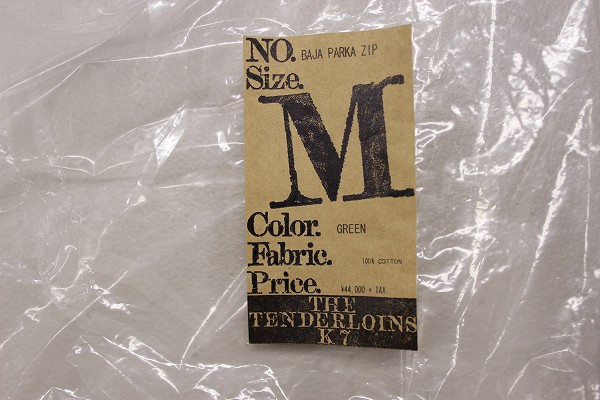 NO. BAJA PARKA ZIP
Size.
M
Color. GREEN
Fabric. 100% COTTON
Price. ¥44,000 + TAX
THE
TENDERLOINS
K7